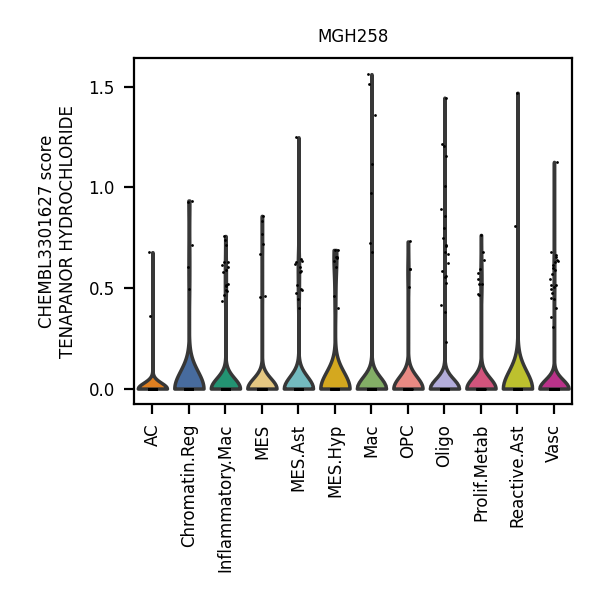 MGH258
CHEMBL3301627 score
TENAPANOR HYDROCHLORIDE
1.5
1.0
0.5
0.0
AC
Chromatin.Reg
Inflammatory.Mac
MES
MES.Ast
MES.Hyp
Mac
OPC
Oligo
Prolif.Metab
Reactive.Ast
Vasc